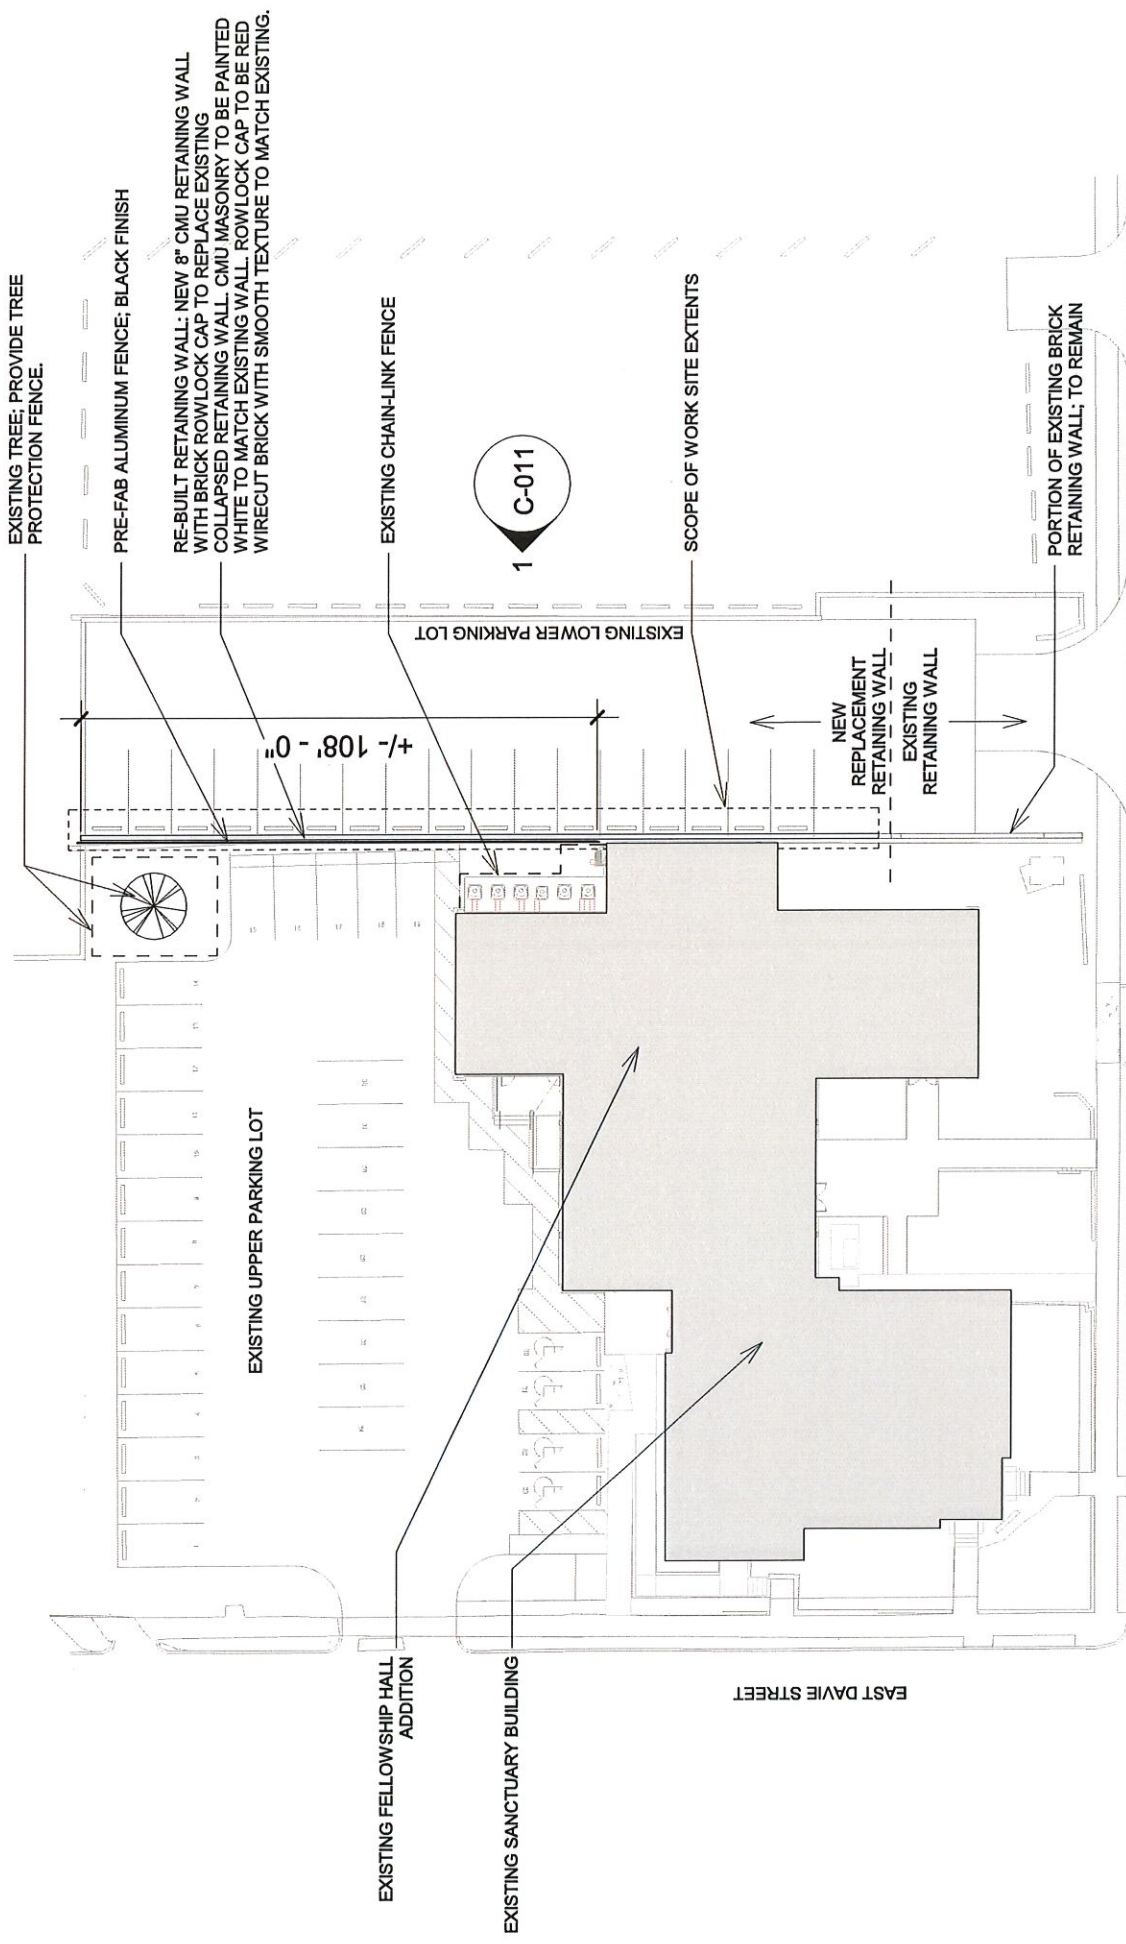 EXISTING TREE; PROVIDE TREE
PROTECTION FENCE.
PRE-FAB ALUMINUM FENCE; BLACK FINISH
RE-BUILT RETAINING WALL: NEW 8" CMU RETAINING WALL
WITH BRICK ROWLOCK CAP TO REPLACE EXISTING
COLLAPSED RETAINING WALL. CMU MASONRY TO BE PAINTED
WHITE TO MATCH EXISTING WALL. ROWLOCK CAP TO BE RED
WIRECUT BRICK WITH SMOOTH TEXTURE TO MATCH EXISTING.
EXISTING CHAIN-LINK FENCE
1
C-011
SCOPE OF WORK SITE EXTENTS
PORTION OF EXISTING BRICK
RETAINING WALL; TO REMAIN
EXISTING LOWER PARKING LOT
+/- 108' - 0"
NEW
REPLACEMENT
RETAINING WALL
EXISTING
RETAINING WALL
EXISTING UPPER PARKING LOT
EXISTING FELLOWSHIP HALL
ADDITION
EXISTING SANCTUARY BUILDING
EAST DAVIE STREET